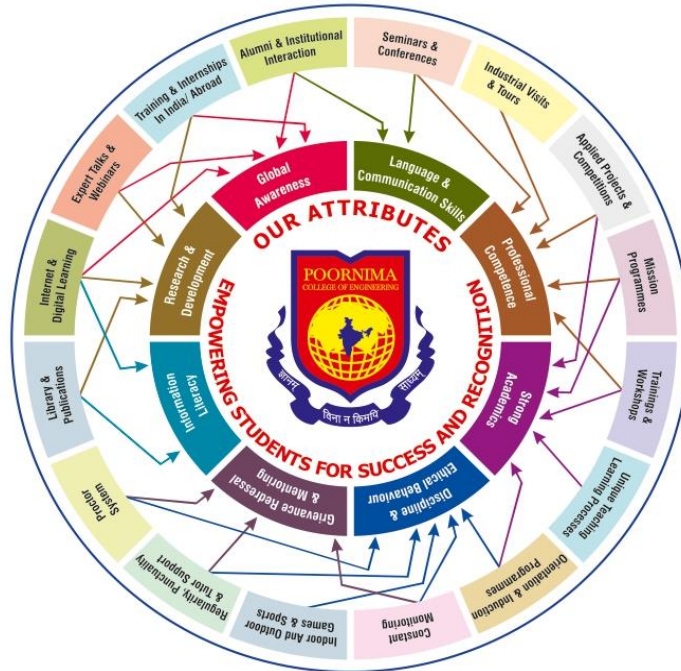 Alumni & Institutional
Interaction
Seminars &
Conferences
Industrial Visits
& Tours
Applied Projects &
Competitions
Mission
Programmes
Trainings &
Workshops
Unique Teaching
Learning Processes
Orientation & Induction
Programmes
Constant
Monitoring
Indoor And Outdoor
Games & Sports
Regularity, Punctuality
& Tutor Support
Proctor
System
Library &
Publications
Internet &
Digital Learning
Expert Talks &
Webinars
Training & Internships
In India/ Abroad
Global
Awareness
Language &
Communication Skills
Professional
Competence
Strong
Academics
Discipline &
Ethical Behaviour
Grievance Redressal
& Mentoring
Information
Literacy
Research &
Development
OUR ATTRIBUTES
EMPOWERING STUDENTS FOR SUCCESS AND RECOGNITION
POORNIMA
COLLEGE OF ENGINEERING
ज्ञानम्
विना न किमपि
साध्यम्